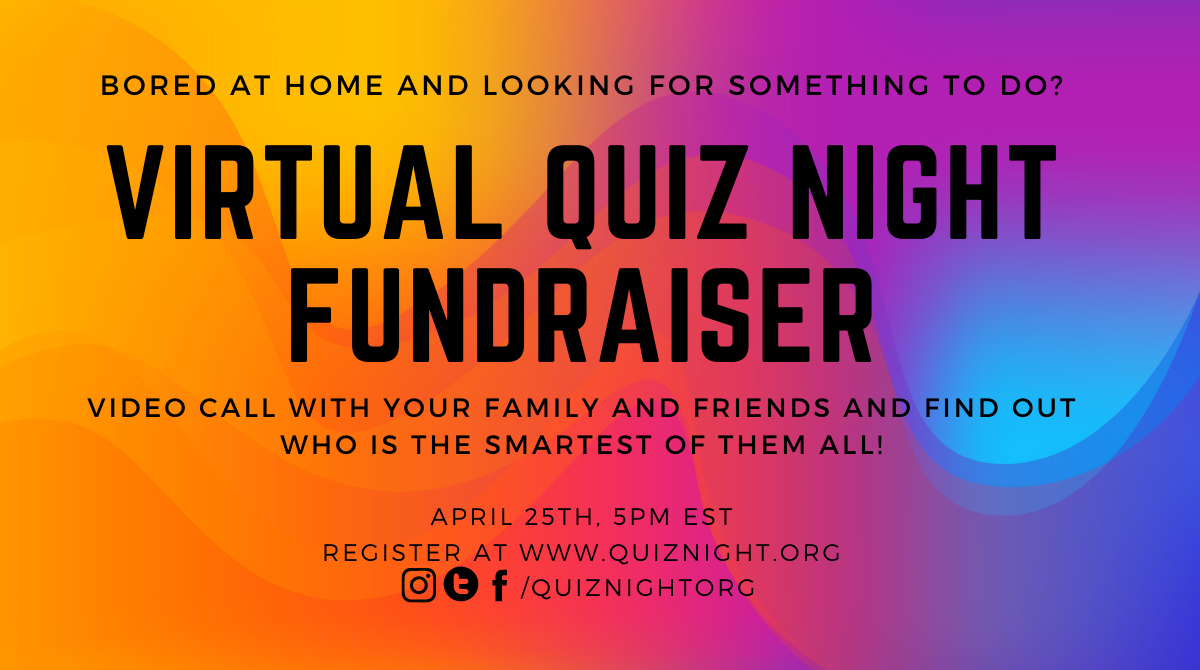 BORED AT HOME AND LOOKING FOR SOMETHING TO DO?
VIRTUAL QUIZ NIGHT
FUNDRAISER
VIDEO CALL WITH YOUR FAMILY AND FRIENDS AND FIND OUT
WHO IS THE SMARTEST OF THEM ALL!
APRIL 25TH, 5PM EST
REGISTER AT WWW.QUIZNIGHT.ORG
/QUIZNIGHTORG